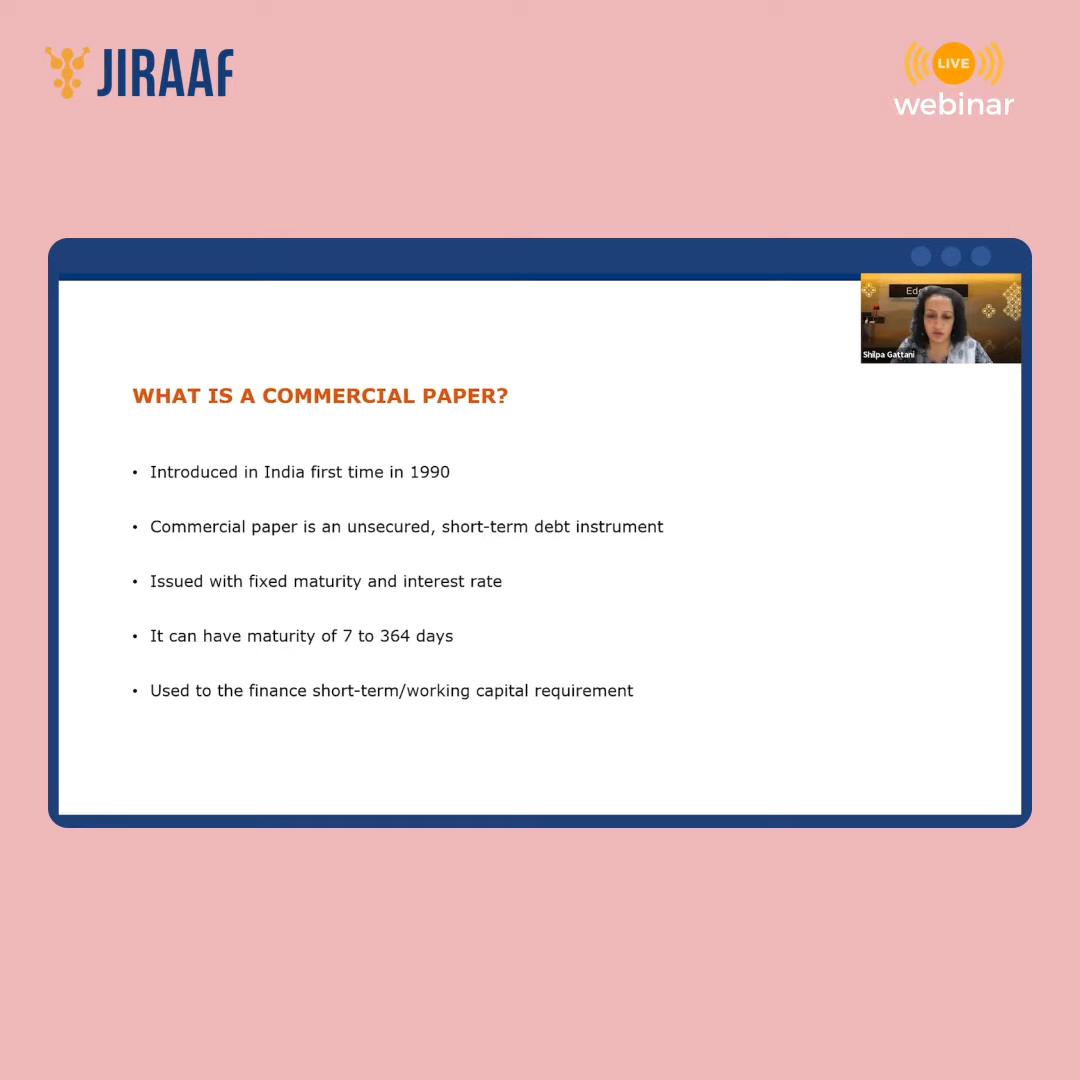 JIRAAF
LIVE
webinar
Shilpa Gattani
WHAT IS A COMMERCIAL PAPER?
• Introduced in India first time in 1990
• Commercial paper is an unsecured, short-term debt instrument
• Issued with fixed maturity and interest rate
• It can have maturity of 7 to 364 days
• Used to the finance short-term/working capital requirement